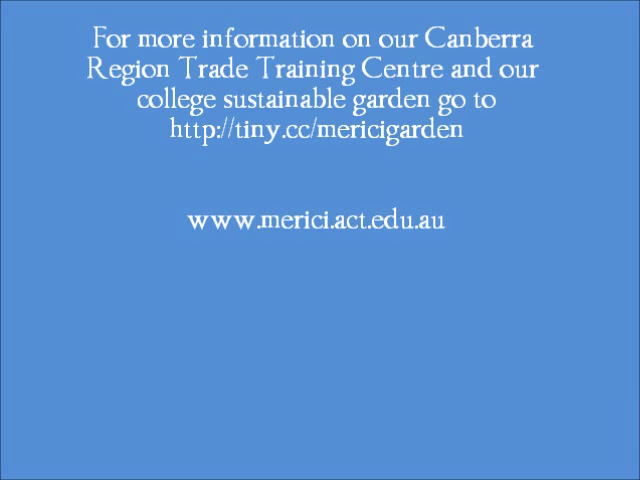 For more information on our Canberra
Region Trade Training Centre and our
college sustainable garden go to
http://tiny.cc/mericigarden
www.merici.act.edu.au